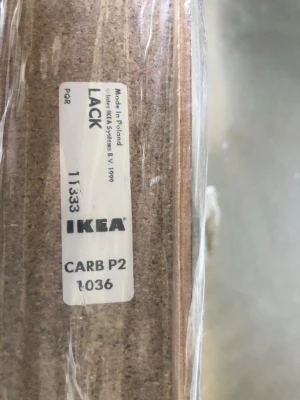 Made in Poland
© Inter IKEA Systems B.V. 1999
LACK
PQR
11333
IKEA®
CARB P2
1036